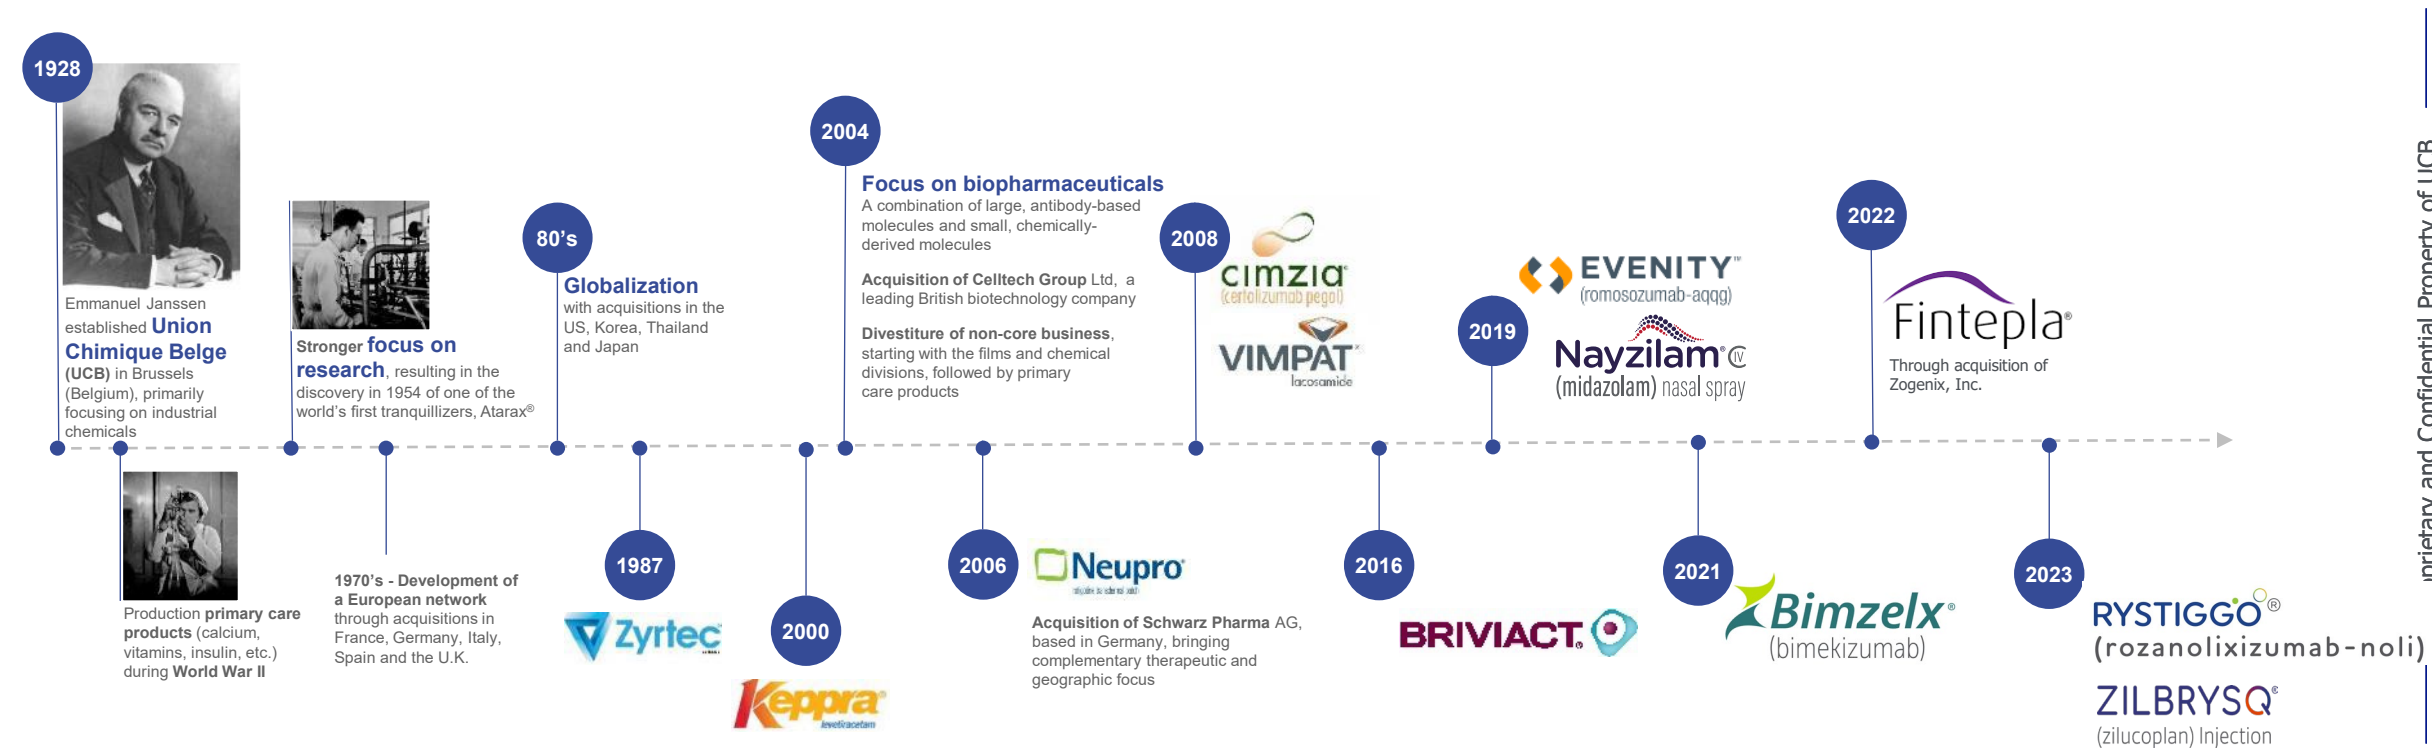 1928
Emmanuel Janssen
established Union
Chimique Belge
(UCB) in Brussels
(Belgium), primarily
focusing on industrial
chemicals
Production primary care
products (calcium,
vitamins, insulin, etc.)
during World War II
Stronger focus on
research, resulting in the
discovery in 1954 of one of the
world's first tranquillizers, Atarax®
1970's - Development of
a European network
through acquisitions in
France, Germany, Italy,
Spain and the U.K.
80's
Globalization
with acquisitions in the
US, Korea, Thailand
and Japan
1987
Zyrtec
2000
Keppra®
levetiracetam
2004
Focus on biopharmaceuticals
A combination of large, antibody-based
molecules and small, chemically-
derived molecules
Acquisition of Celltech Group Ltd, a
leading British biotechnology company
Divestiture of non-core business,
starting with the films and chemical
divisions, followed by primary
care products
2006
Neupro®
Acquisition of Schwarz Pharma AG,
based in Germany, bringing
complementary therapeutic and
geographic focus
2008
cimzia®
(certolizumab pegol)
VIMPAT®
lacosamide
2016
BRIVIACT®
2019
EVENITY™
(romosozumab-aqqg)
Nayzilam® CIV
(midazolam) nasal spray
2021
Bimzelx®
(bimekizumab)
2022
Fintepla®
Through acquisition of
Zogenix, Inc.
2023
RYSTIGGO®
(rozanolixizumab-noli)
ZILBRYSQ®
(zilucoplan) Injection
oprietary and Confidential Property of UCB